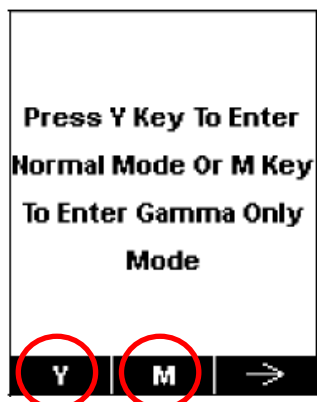 Press Y Key To Enter
Normal Mode Or M Key
To Enter Gamma Only
Mode
Y M →